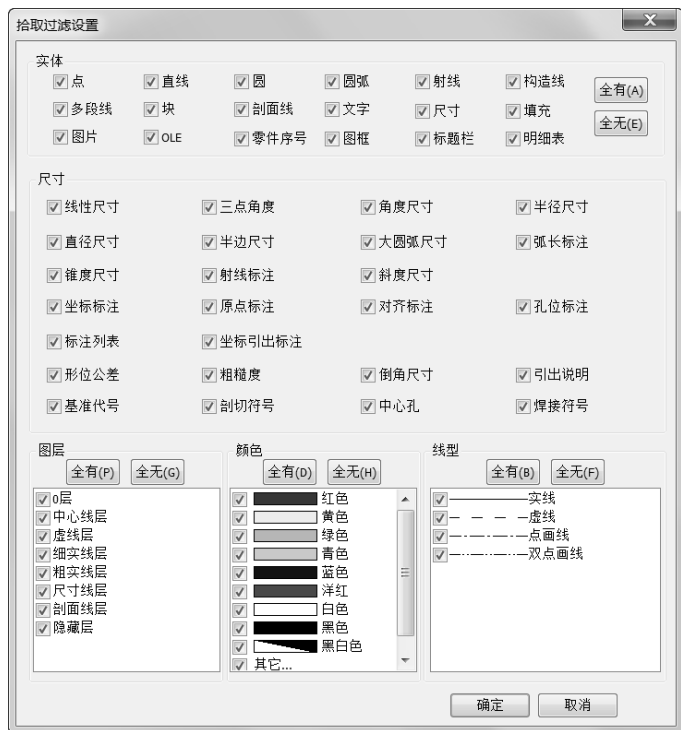 拾取过滤设置
实体
点 直线 圆 圆弧 射线 构造线 全有(A)
多段线 块 剖面线 文字 尺寸 填充 全无(E)
图片 OLE 零件序号 图框 标题栏 明细表
尺寸
线性尺寸 三点角度 角度尺寸 半径尺寸
直径尺寸 半边尺寸 大圆弧尺寸 弧长标注
锥度尺寸 射线标注 斜度尺寸
坐标标注 原点标注 对齐标注 孔位标注
标注列表 坐标引出标注
形位公差 粗糙度 倒角尺寸 引出说明
基准代号 剖切符号 中心孔 焊接符号
图层
全有(P) 全无(G)
0层
中心线层
虚线层
细实线层
粗实线层
尺寸线层
剖面线层
隐藏层
颜色
全有(D) 全无(H)
红色
黄色
绿色
青色
蓝色
洋红
白色
黑色
黑白色
其它...
线型
全有(B) 全无(F)
实线
虚线
点画线
双点画线
确定 取消